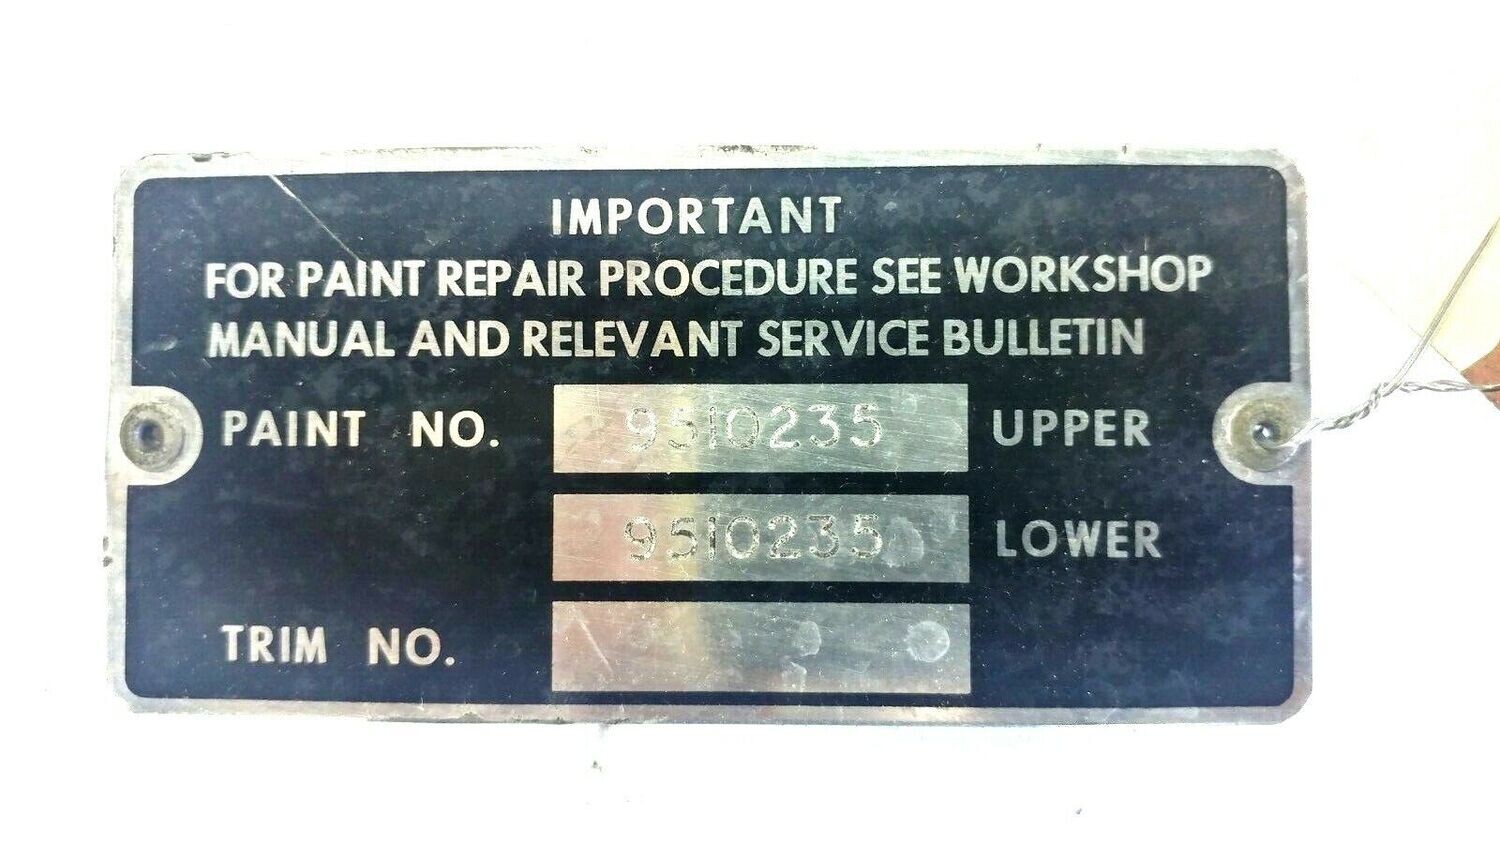 IMPORTANT
FOR PAINT REPAIR PROCEDURE SEE WORKSHOP
MANUAL AND RELEVANT SERVICE BULLETIN
PAINT NO. 9510235 UPPER
9510235 LOWER
TRIM NO.